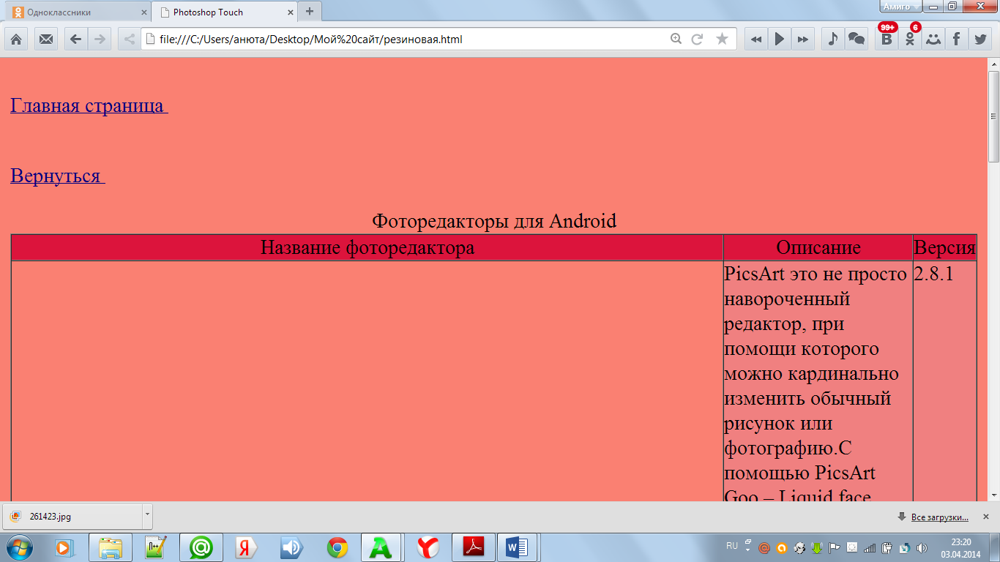 Одноклассники
Photoshop Touch
Амиго
file:///C:/Users/анюта/Desktop/Мой%20сайт/резиновая.html
99+
6
Главная страница
Вернуться
Фоторедакторы для Android
Название фоторедактора Описание Версия
PicsArt это не просто 2.8.1
навороченный
редактор, при
помощи которого
можно кардинально
изменить обычный
рисунок или
фотографию.С
помощью PicsArt
Goo – Liquid face
261423.jpg
Все загрузки...
RU
23:20
03.04.2014